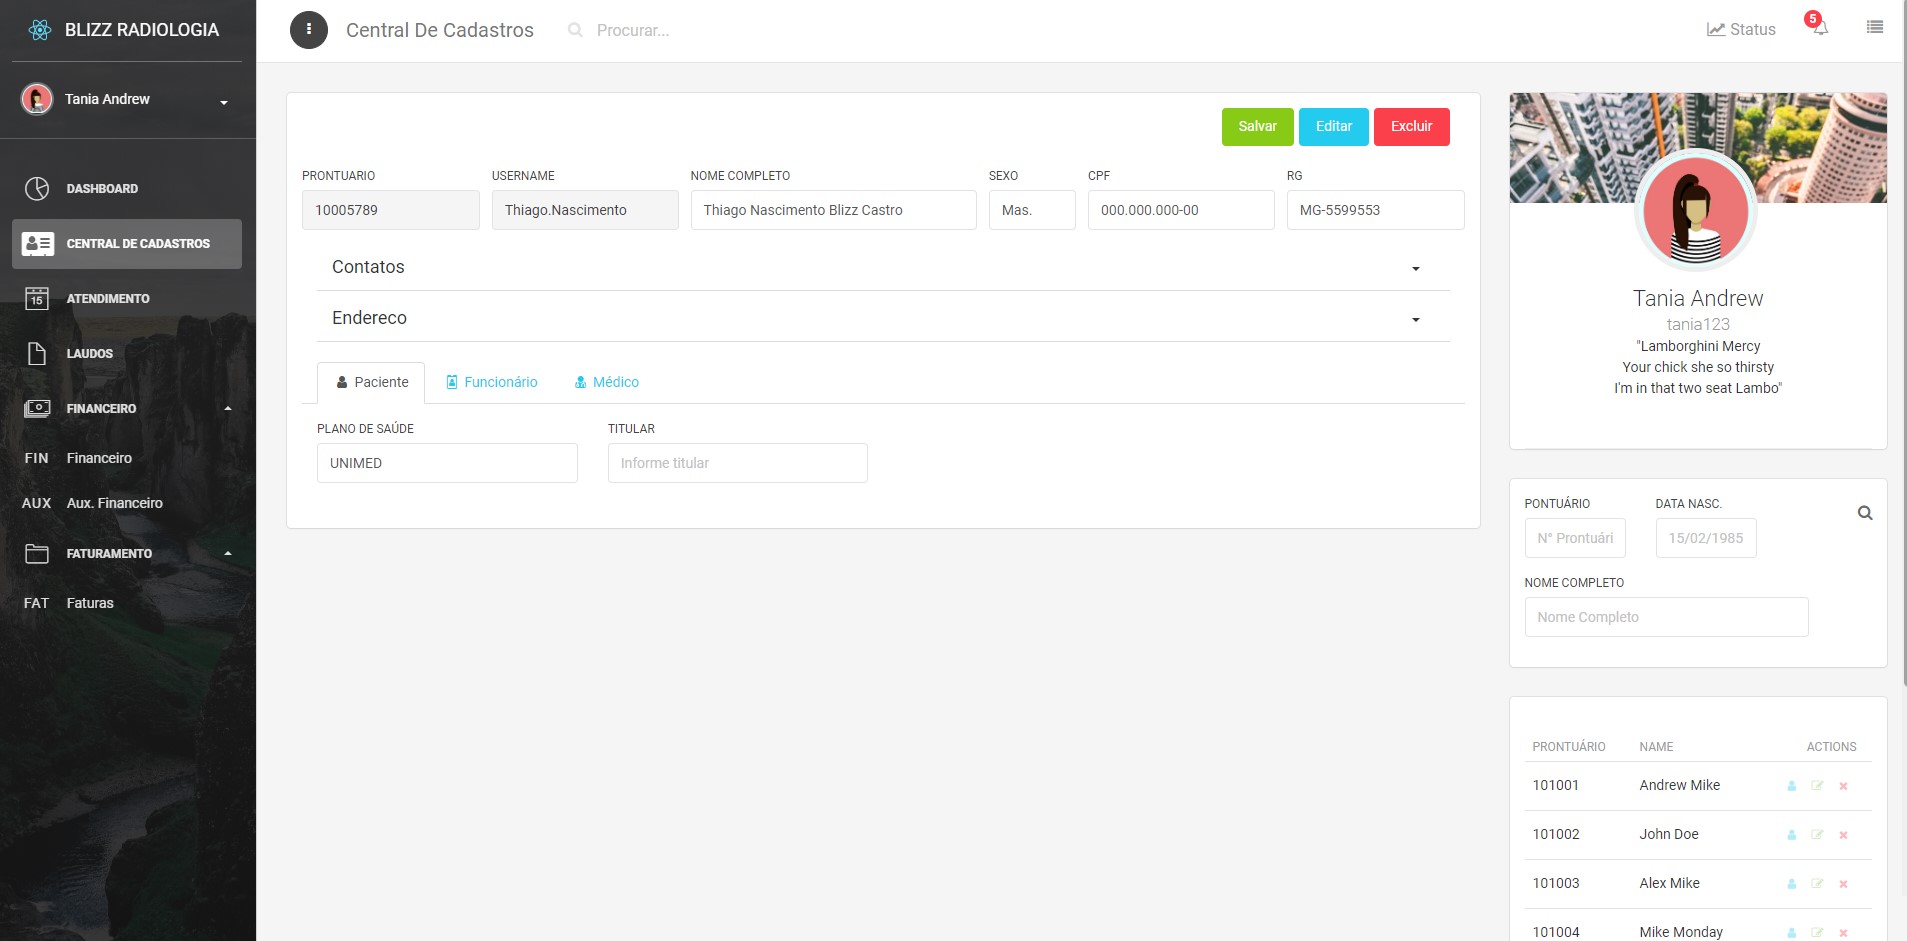 BLIZZ RADIOLOGIA
Tania Andrew
DASHBOARD
CENTRAL DE CADASTROS
15
ATENDIMENTO
LAUDOS
FINANCEIRO
FIN Financeiro
AUX Aux. Financeiro
FATURAMENTO
FAT Faturas
Central De Cadastros
Procurar...
Status
5
Salvar Editar Excluir
PRONTUARIO USERNAME NOME COMPLETO SEXO CPF RG
10005789 Thiago.Nascimento Thiago Nascimento Blizz Castro Mas. 000.000.000-00 MG-5599553
Contatos
Endereco
Paciente Funcionário Médico
PLANO DE SAÚDE TITULAR
UNIMED Informe titular
Tania Andrew
tania123
"Lamborghini Mercy
Your chick she so thirsty
I'm in that two seat Lambo"
PONTUÁRIO DATA NASC.
N° Prontuári 15/02/1985
NOME COMPLETO
Nome Completo
PRONTUÁRIO NAME ACTIONS
101001 Andrew Mike
101002 John Doe
101003 Alex Mike
101004 Mike Monday